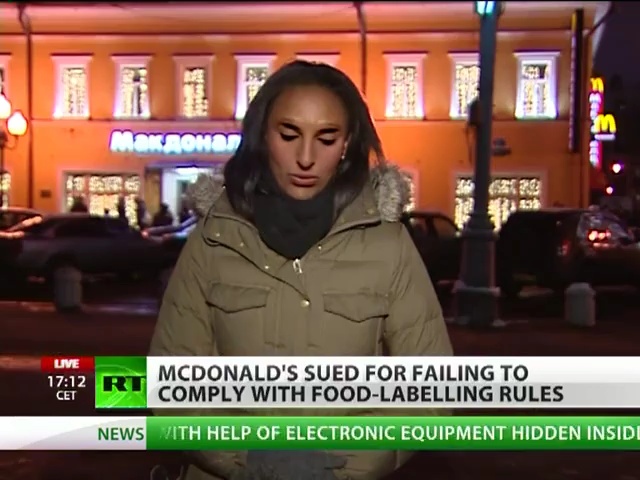 Макдонал
M
M
LIVE
17:12
CET
RT
MCDONALD'S SUED FOR FAILING TO
COMPLY WITH FOOD-LABELLING RULES
NEWS
WITH HELP OF ELECTRONIC EQUIPMENT HIDDEN INSID